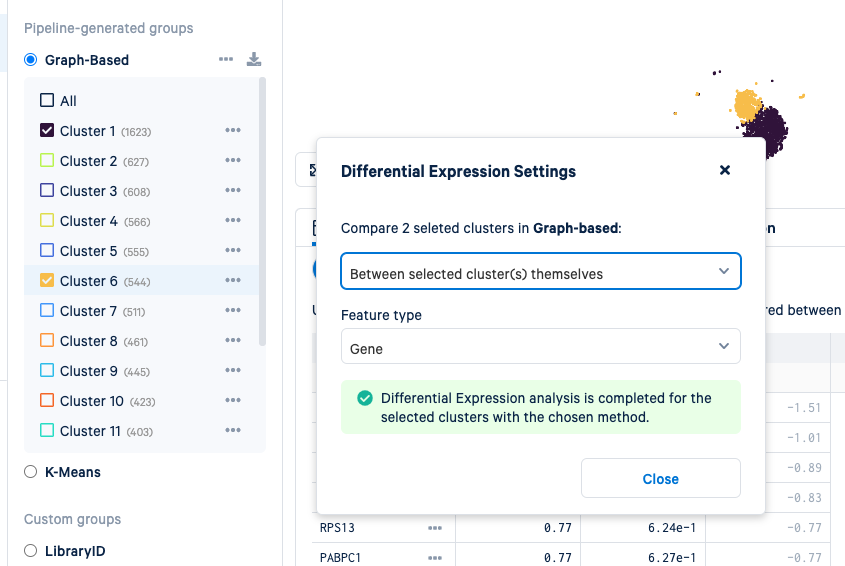 Pipeline-generated groups
Graph-Based
All
Cluster 1 (1623)
Cluster 2 (627)
Cluster 3 (608)
Cluster 4 (566)
Cluster 5 (555)
Cluster 6 (544)
Cluster 7 (511)
Cluster 8 (461)
Cluster 9 (445)
Cluster 10 (423)
Cluster 11 (403)
K-Means
Custom groups
LibraryID
Differential Expression Settings
Compare 2 seleted clusters in Graph-based:
Between selected cluster(s) themselves
Feature type
Gene
Differential Expression analysis is completed for the
selected clusters with the chosen method.
Close
between
-1.51
-1.01
-0.89
-0.83
RPS13 0.77 6.24e-1 -0.77
PABPC1 0.77 6.27e-1 -0.77